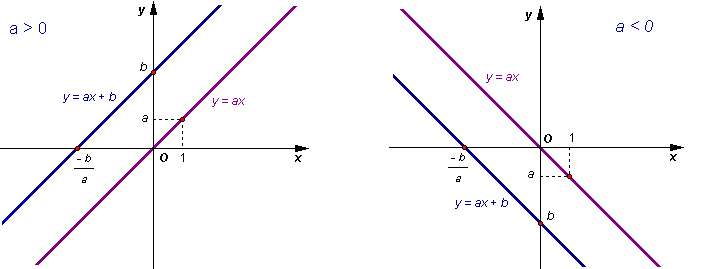 a > 0
y
b
y = ax + b
y = ax
a
–b
a
O
1
x
a < 0
y
y = ax
O
1
x
–b
a
a
y = ax + b
b